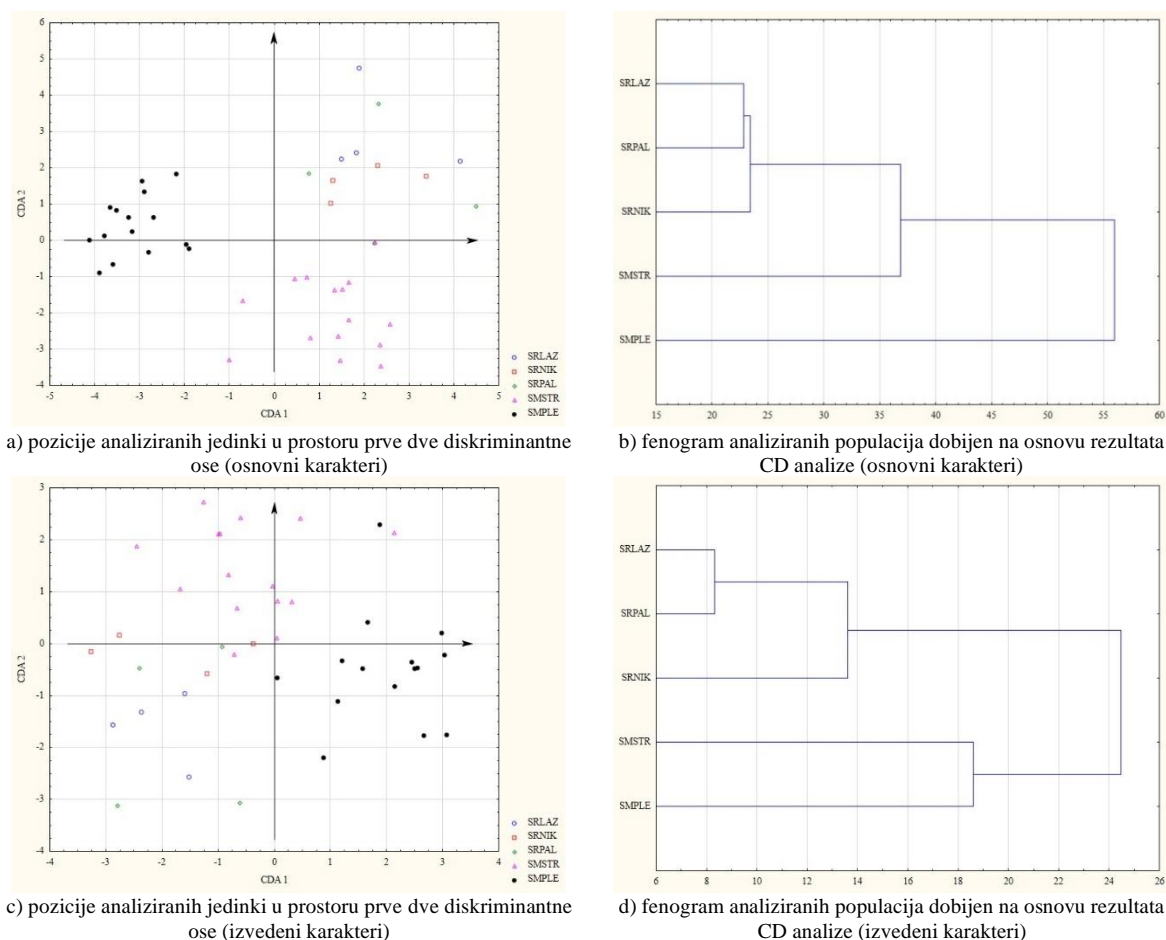 6
5
4
3
2
1
0
-1
-2
-3
-4
CDA 2
-5 -4 -3 -2 -1 0 1 2 3 4 5
CDA 1
SRLAZ
SRNIK
SRPAL
SMSTR
SMPLE
SRLAZ
SRPAL
SRNIK
SMSTR
SMPLE
15 20 25 30 35 40 45 50 55 60
a) pozicije analiziranih jedinki u prostoru prve dve diskriminantne
ose (osnovni karakteri)
b) fenogram analiziranih populacija dobijen na osnovu rezultata
CD analize (osnovni karakteri)
3
2
1
0
-1
-2
-3
-4
CDA 2
-4 -3 -2 -1 0 1 2 3 4
CDA 1
SRLAZ
SRNIK
SRPAL
SMSTR
SMPLE
SRLAZ
SRPAL
SRNIK
SMSTR
SMPLE
6 8 10 12 14 16 18 20 22 24 26
c) pozicije analiziranih jedinki u prostoru prve dve diskriminantne
ose (izvedeni karakteri)
d) fenogram analiziranih populacija dobijen na osnovu rezultata
CD analize (izvedeni karakteri)